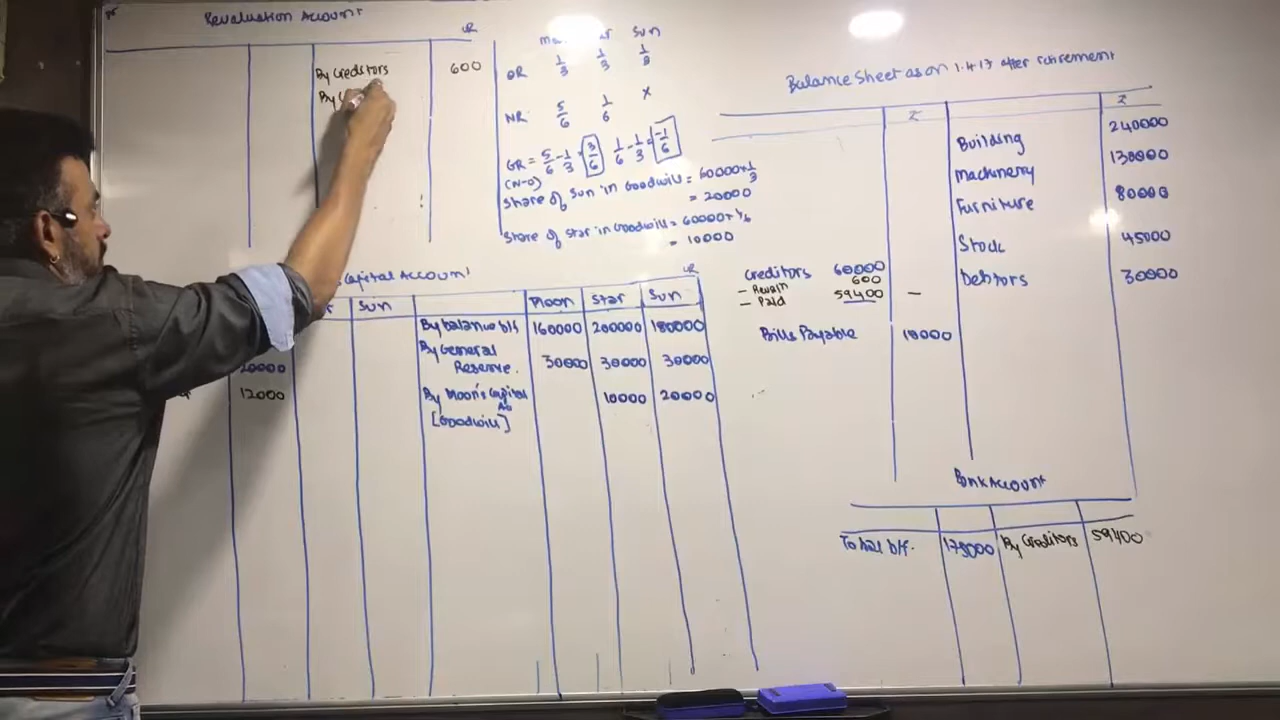 Revaluation Account
CR
By Creditors 600
By
Sun
OR 1/3 1/3 1/3
NR 5/6 1/6 X
GR = 5/6 - 1/3 = 3/6 1/6 - 1/3 = -1/6
(N-O)
Share of Sun in Goodwill = 60000 x 1/3
= 20000
Share of Star in Goodwill = 60000 x 1/6
= 10000
Capital Account
CR
Sun Moon Star Sun
By balance b/f 160000 200000 180000
By General
Reserve. 30000 30000 30000
20000
12000 By Moon's Capital 10000 20000
A/c
[Goodwill]
Balance Sheet as on 1.4.17 after retirement
₹ ₹
Building 240000
Machinery 130000
Furniture 80000
Stock 45000
Creditors 60000 Debtors 30000
- Remain 600
- Paid 59400 -
Bills Payable 10000
Bank Account
To bal b/f. 175000 By Creditors 59400